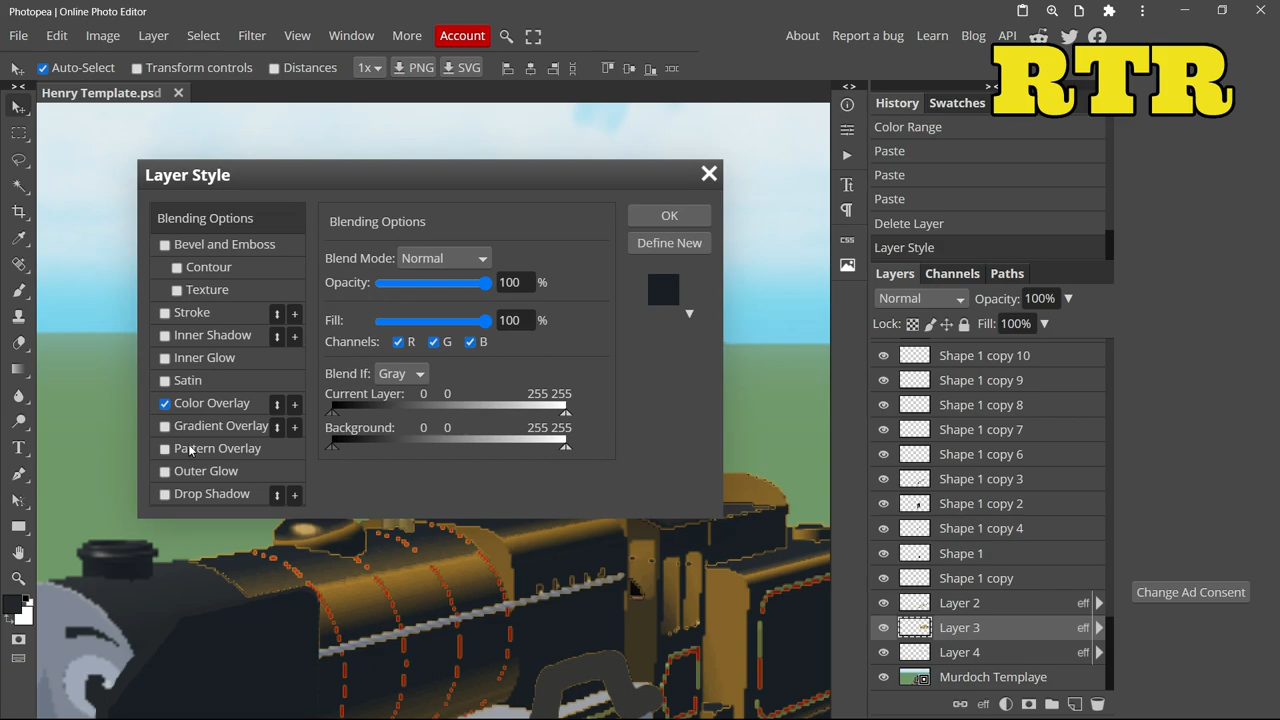 Photopea | Online Photo Editor
File Edit Image Layer Select Filter View Window More Account About Report a bug Learn Blog API
Auto-Select Transform controls Distances 1x PNG SVG
RTR
Henry Template.psd
History Swatches
Color Range
Paste
Paste
Paste
Delete Layer
Layer Style
Layers Channels Paths
Normal Opacity: 100%
Lock: Fill: 100%
Shape 1 copy 10
Shape 1 copy 9
Shape 1 copy 8
Shape 1 copy 7
Shape 1 copy 6
Shape 1 copy 3
Shape 1 copy 2
Shape 1 copy 4
Shape 1
Shape 1 copy
Layer 2 eff
Layer 3 eff
Layer 4 eff
Murdoch Templaye
eff
CSS
Change Ad Consent
Layer Style
Blending Options
Bevel and Emboss
Contour
Texture
Stroke
Inner Shadow
Inner Glow
Satin
Color Overlay
Gradient Overlay
Pattern Overlay
Outer Glow
Drop Shadow
Blending Options
Blend Mode: Normal
Opacity: 100 %
Fill: 100 %
Channels: R G B
Blend If: Gray
Current Layer: 0 0 255 255
Background: 0 0 255 255
OK
Define New